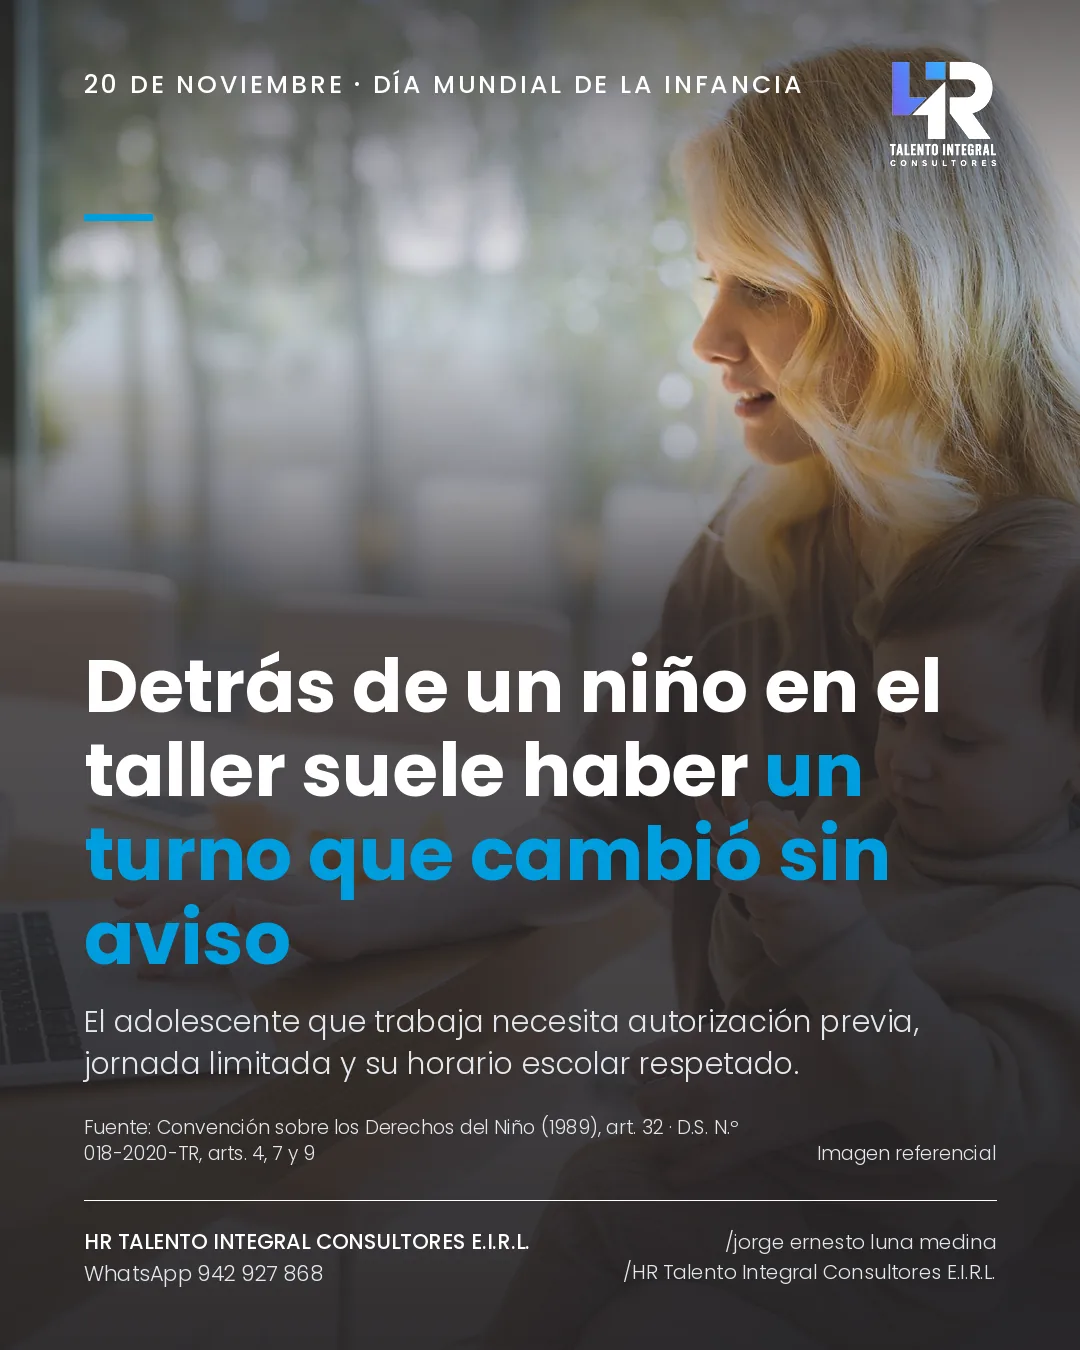 20 DE NOVIEMBRE · DÍA MUNDIAL DE LA INFANCIA
HR
TALENTO INTEGRAL
CONSULTORES
Detrás de un niño en el
taller suele haber un
turno que cambió sin
aviso
El adolescente que trabaja necesita autorización previa,
jornada limitada y su horario escolar respetado.
Fuente: Convención sobre los Derechos del Niño (1989), art. 32 · D.S. N.º
018-2020-TR, arts. 4, 7 y 9
Imagen referencial
HR TALENTO INTEGRAL CONSULTORES E.I.R.L.
WhatsApp 942 927 868
/jorge ernesto luna medina
/HR Talento Integral Consultores E.I.R.L.